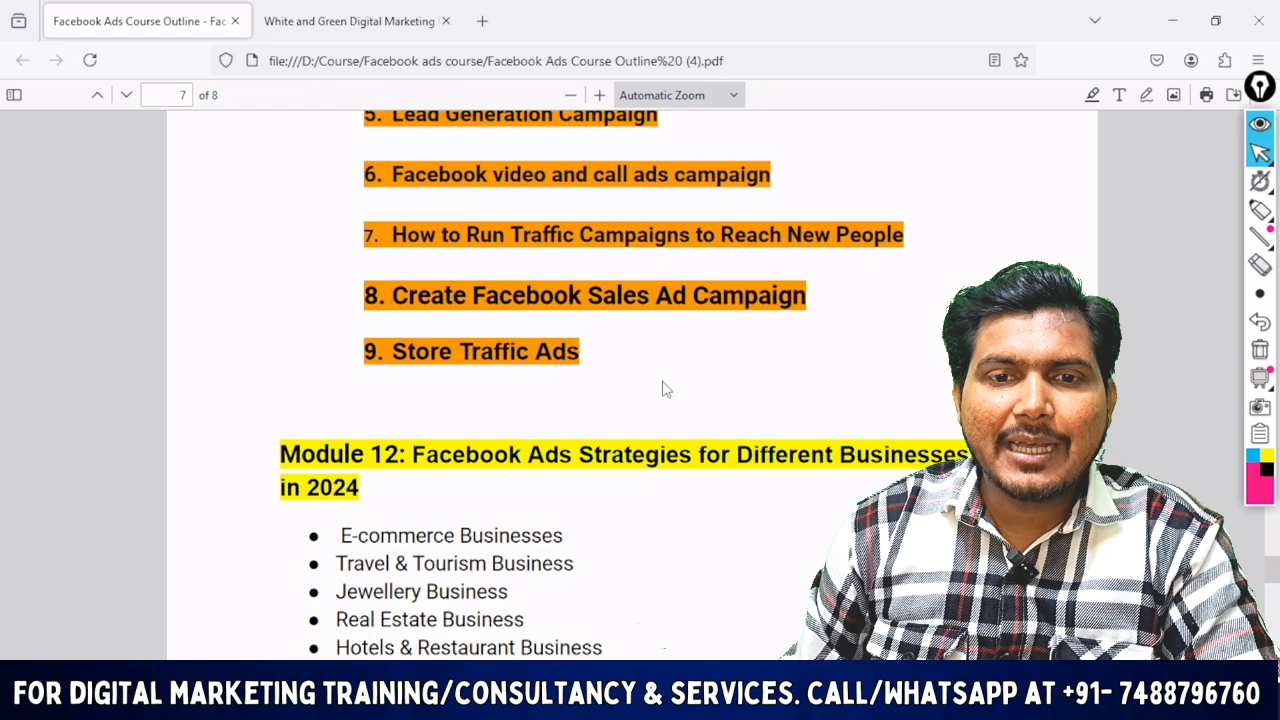 Facebook Ads Course Outline - Fac
White and Green Digital Marketing
file:///D:/Course/Facebook ads course/Facebook Ads Course Outline%20 (4).pdf
7 of 8
Automatic Zoom
5. Lead Generation Campaign
6. Facebook video and call ads campaign
7. How to Run Traffic Campaigns to Reach New People
8. Create Facebook Sales Ad Campaign
9. Store Traffic Ads
Module 12: Facebook Ads Strategies for Different Businesses
in 2024
● E-commerce Businesses
● Travel & Tourism Business
● Jewellery Business
● Real Estate Business
● Hotels & Restaurant Business
FOR DIGITAL MARKETING TRAINING/CONSULTANCY & SERVICES. CALL/WHATSAPP AT +91- 7488796760